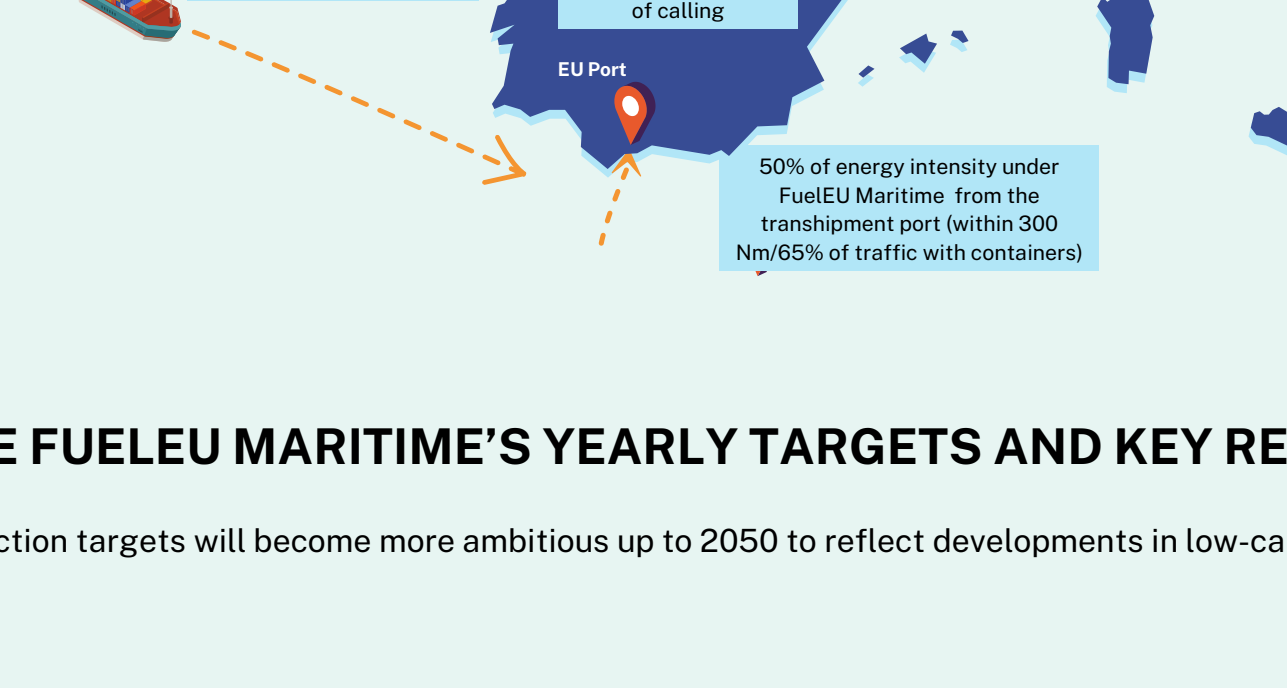 of calling
EU Port
50% of energy intensity under
FuelEU Maritime from the
transhipment port (within 300
Nm/65% of traffic with containers)
E FUELEU MARITIME’S YEARLY TARGETS AND KEY RE
ction targets will become more ambitious up to 2050 to reflect developments in low-ca